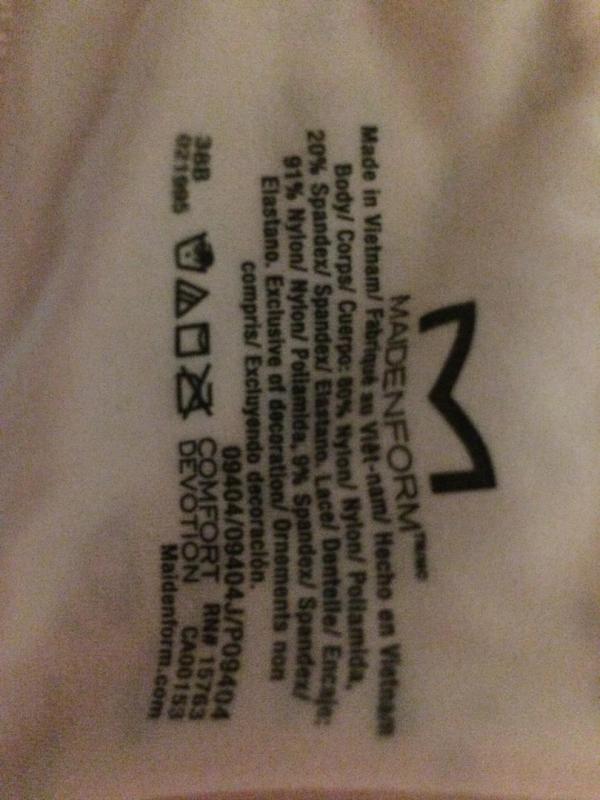 M
MAIDENFORM
Made in Vietnam/ Fabriqué au Viêt-nam/ Hecho en Vietnam
Body/ Corps/ Cuerpo: 80% Nylon/ Nylon/ Poliamida,
20% Spandex/ Spandex/ Elastano. Lace/ Dentelle/ Encaje:
91% Nylon/ Nylon/ Poliamida, 9% Spandex/ Spandex/
Elastano. Exclusive of decoration/ Ornements non
compris/ Excluyendo decoración.
09404/09404J/P09404
36B COMFORT RN# 15763
DEVOTION CA00153
Maidenform.com